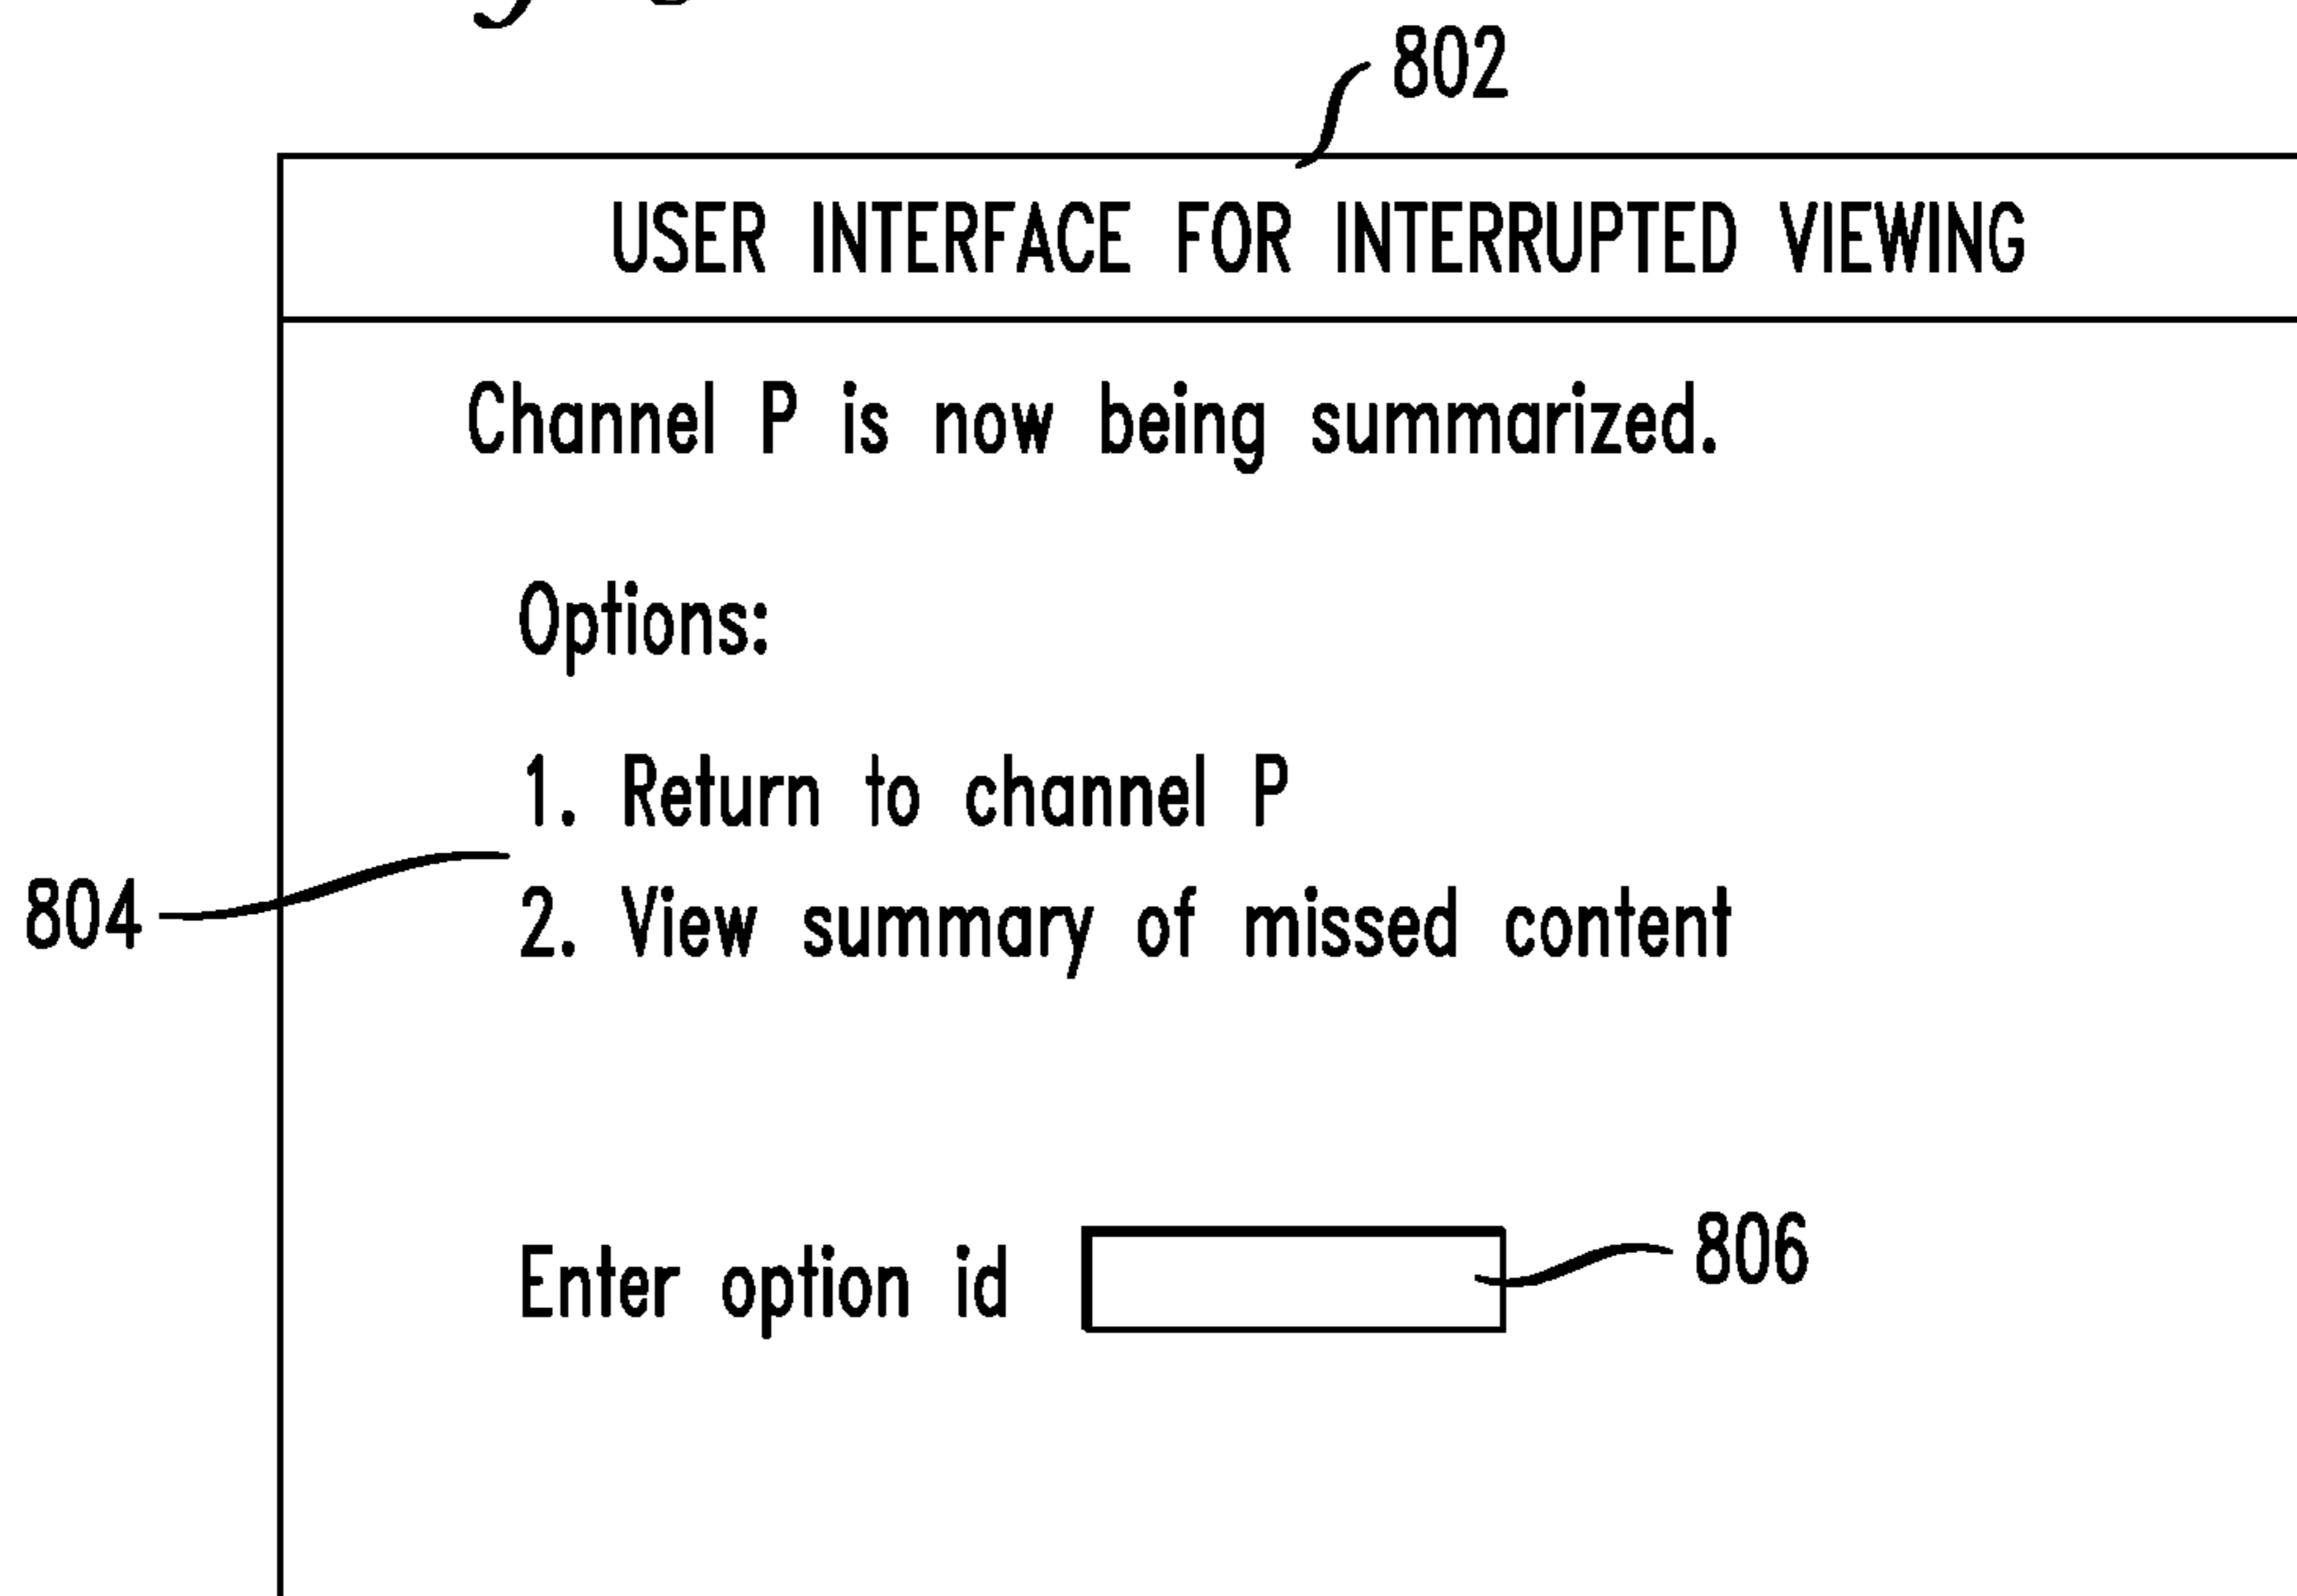 802
USER INTERFACE FOR INTERRUPTED VIEWING
Channel P is now being summarized.
Options:
1. Return to channel P
804
2. View summary of missed content
Enter option id
806